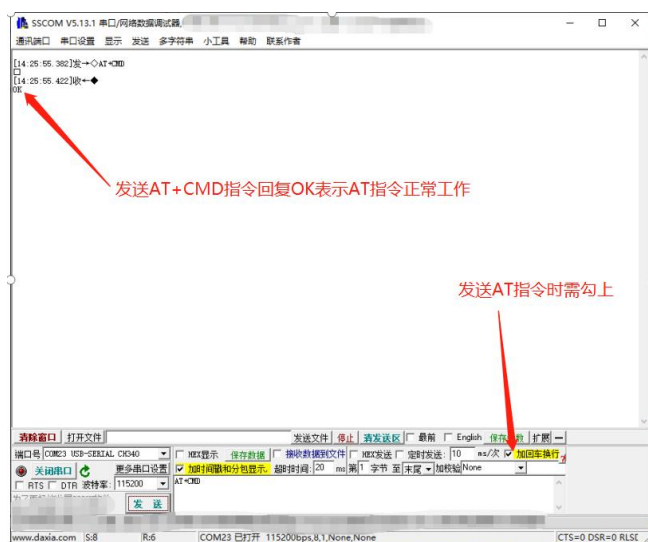 SSCOM V5.13.1 串口/网络数据调试器,
通讯端口 串口设置 显示 发送 多字符串 小工具 帮助 联系作者
[14:25:55.382]发→◇AT+CMD
□
[14:25:55.422]收←◆
OK
发送AT+CMD指令回复OK表示AT指令正常工作
发送AT指令时需勾上
清除窗口 打开文件 发送文件 停止 清发送区 最前 English 保存参数 扩展 —
端口号 COM23 USB-SERIAL CH340 HEX显示 保存数据 接收数据到文件 HEX发送 定时发送: 10 ms/次 加回车换行
关闭串口 更多串口设置 加时间戳和分包显示, 超时时间: 20 ms 第1 字节 至 末尾 加校验 None
RTS DTR 波特率: 115200 AT+CMD
发 送
www.daxia.com S:8 R:6 COM23 已打开 115200bps,8,1,None,None CTS=0 DSR=0 RLSD